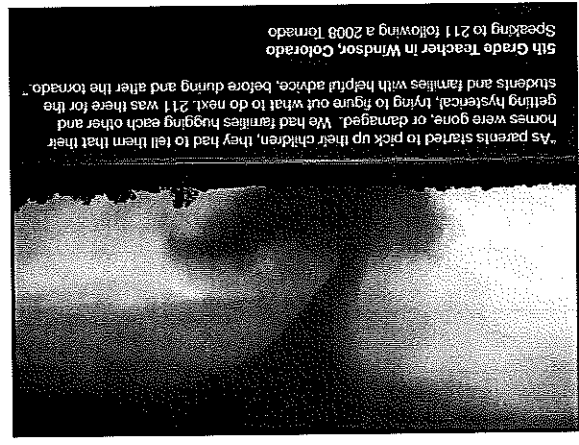 "As parents started to pick up their children, they had to tell them that their
homes were gone, or damaged. We had families hugging each other and
getting hysterical, trying to figure out what to do next. 211 was there for the
students and families with helpful advice, before during and after the tornado."
5th Grade Teacher in Windsor, Colorado
Speaking to 211 following a 2008 Tornado